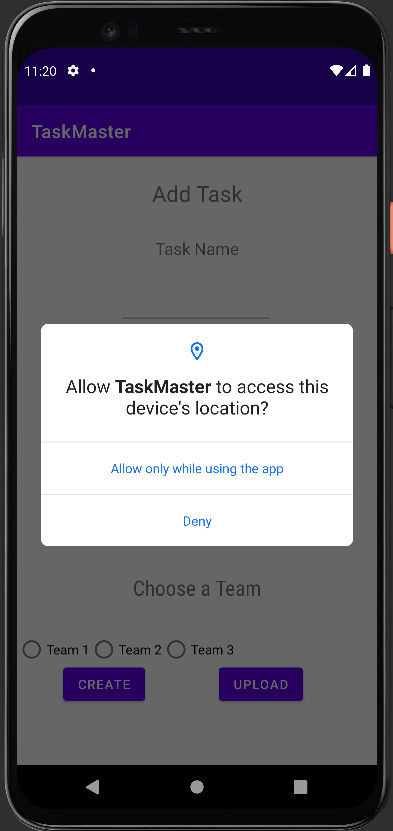 11:20
TaskMaster
Add Task
Task Name
Allow TaskMaster to access this
device's location?
Allow only while using the app
Deny
Choose a Team
Team 1 Team 2 Team 3
CREATE UPLOAD